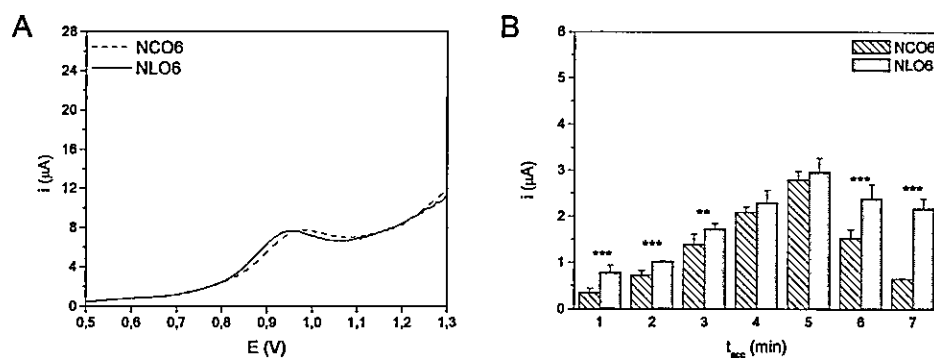 A
NCO6
NLO6
i (µA)
28
24
20
16
12
8
4
0
0,5 0,6 0,7 0,8 0,9 1,0 1,1 1,2 1,3
E (V)
B
NCO6
NLO6
i (µA)
6
5
4
3
2
1
0
*** *** ** *** ***
1 2 3 4 5 6 7
tacc (min)